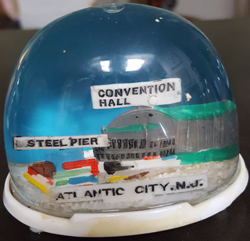 CONVENTION
HALL
STEEL PIER
ATLANTIC CITY, N.J.